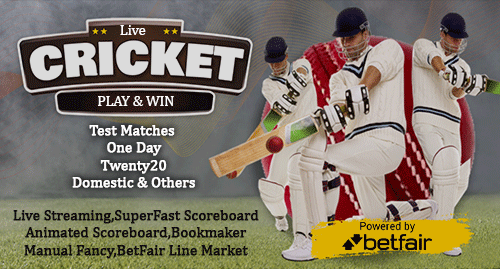 Live
CRICKET
PLAY & WIN
Test Matches
One Day
Twenty20
Domestic & Others
Live Streaming,SuperFast Scoreboard
Animated Scoreboard,Bookmaker
Manual Fancy,BetFair Line Market
Powered by
betfair